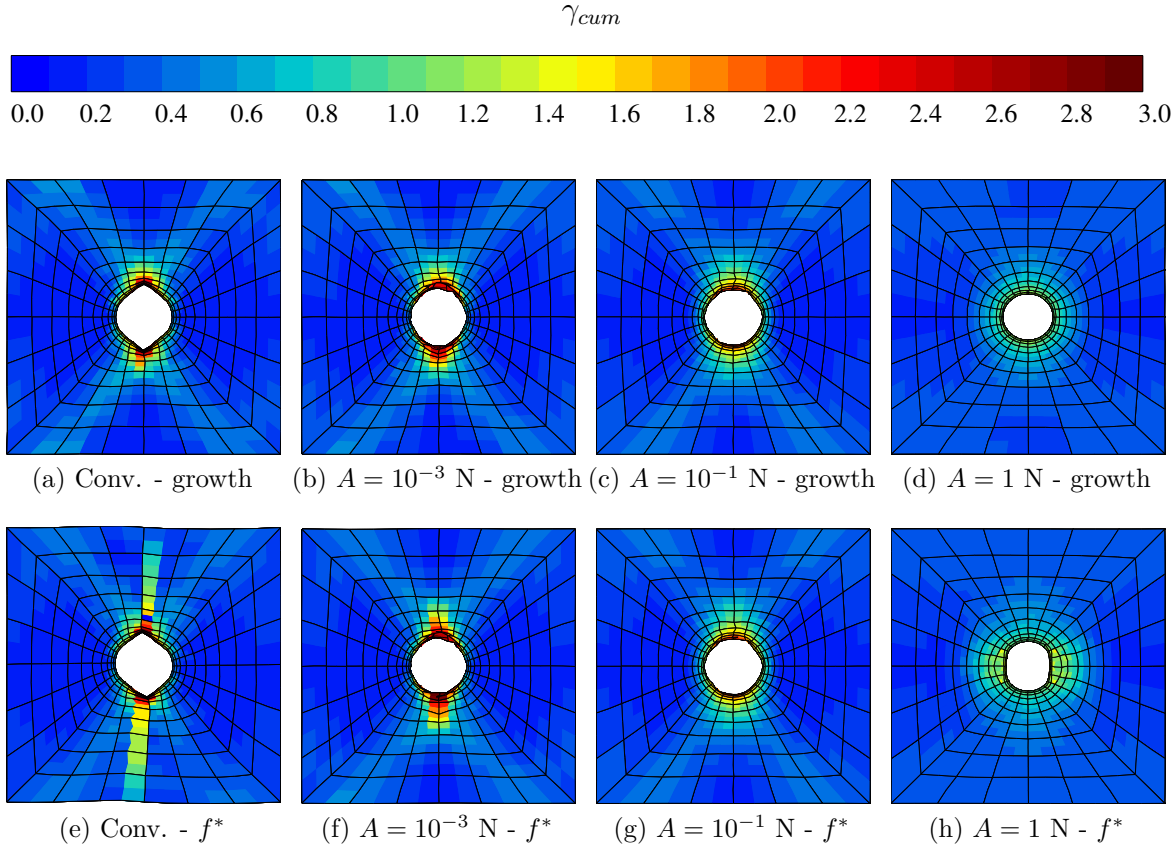 γcum
0.0 0.2 0.4 0.6 0.8 1.0 1.2 1.4 1.6 1.8 2.0 2.2 2.4 2.6 2.8 3.0
(a) Conv. - growth (b) A = 10⁻³ N - growth (c) A = 10⁻¹ N - growth (d) A = 1 N - growth
(e) Conv. - f* (f) A = 10⁻³ N - f* (g) A = 10⁻¹ N - f* (h) A = 1 N - f*